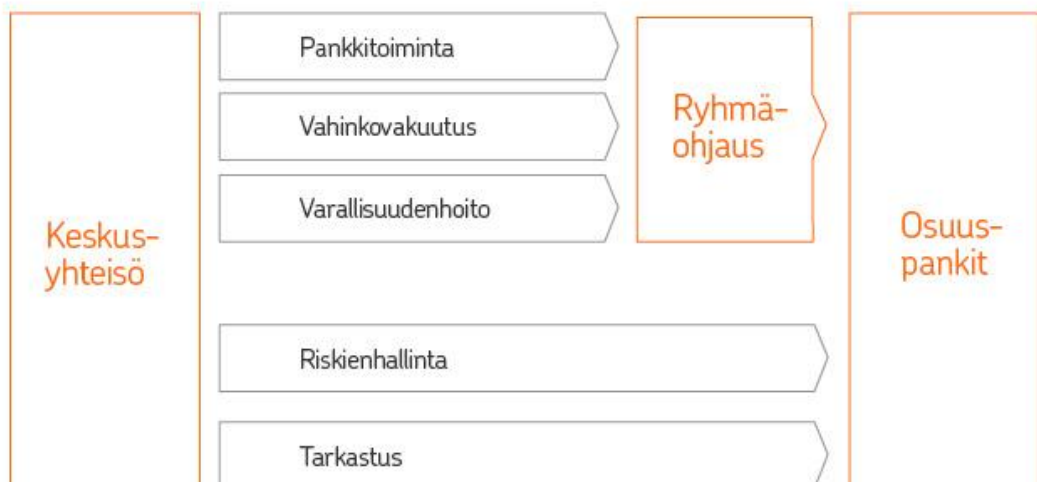 Keskus-
yhteisö
Pankkitoiminta
Vahinkovakuutus
Varallisuudenhoito
Riskienhallinta
Tarkastus
Ryhmä-
ohjaus
Osuus-
pankit